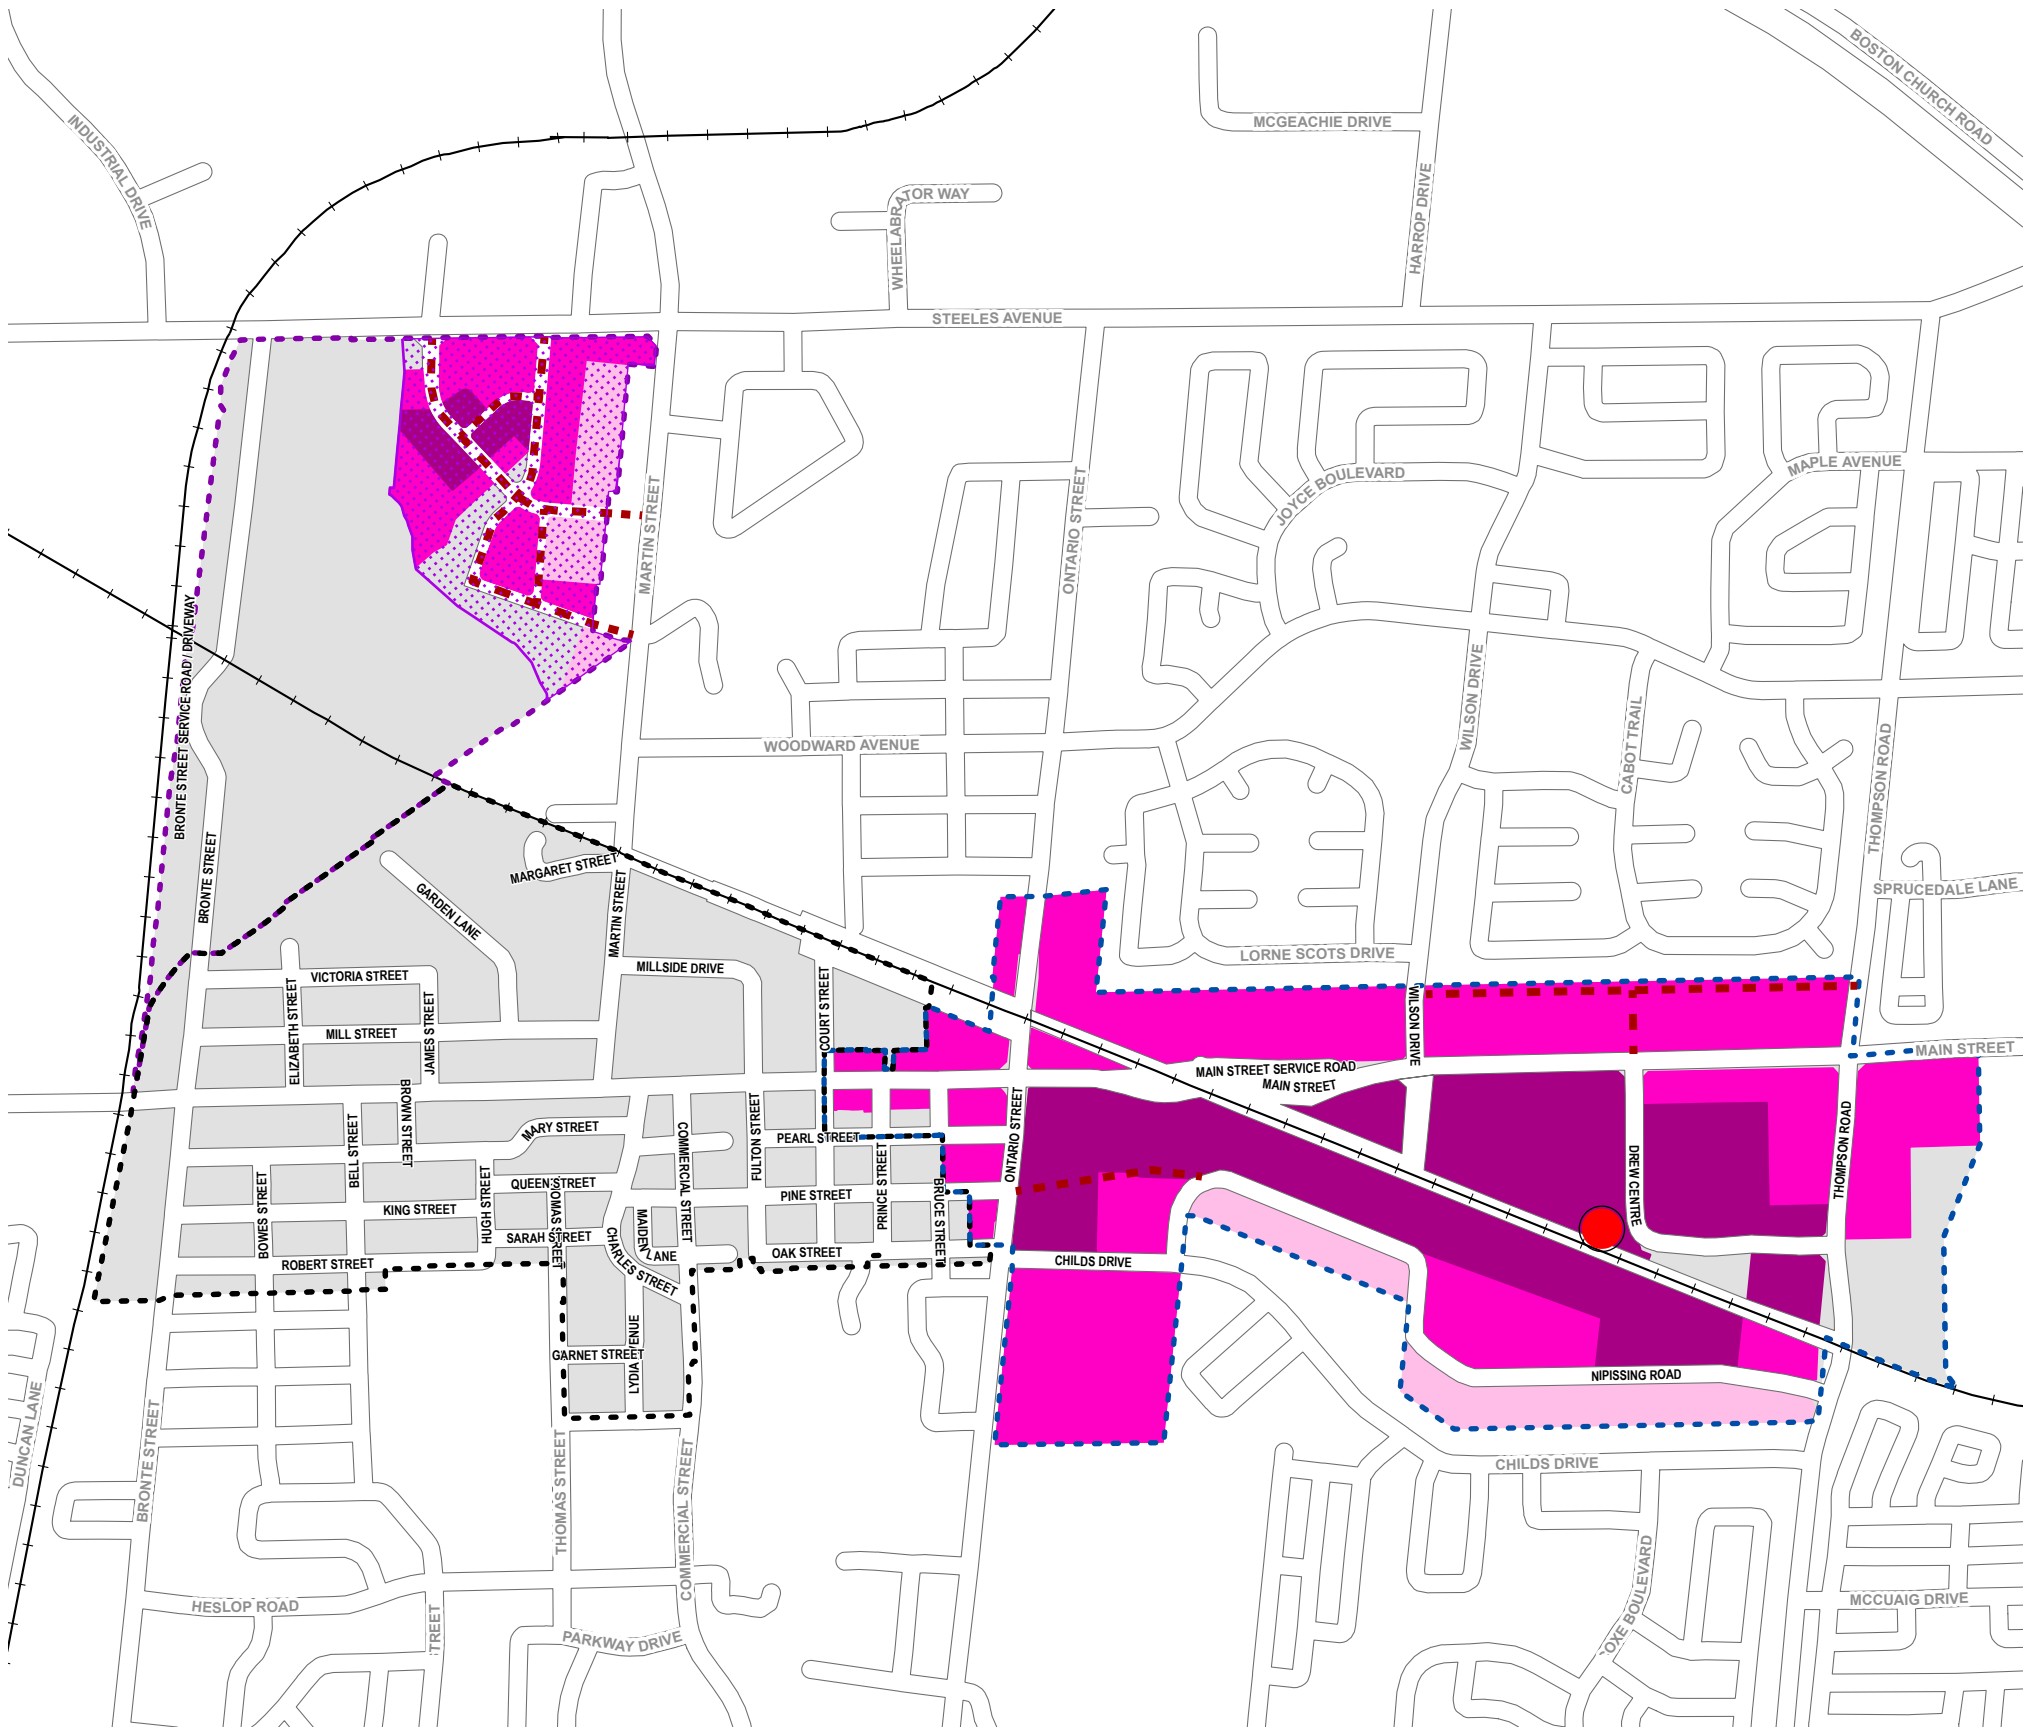 BOSTON CHURCH ROAD
INDUSTRIAL DRIVE
MCGEACHIE DRIVE
HARROP DRIVE
WHEELABRATOR WAY
STEELES AVENUE
MAPLE AVENUE
JOYCE BOULEVARD
ONTARIO STREET
MARTIN STREET
BRONTE STREET SERVICE ROAD / DRIVEWAY
WILSON DRIVE
CABOT TRAIL
THOMPSON ROAD
WOODWARD AVENUE
BRONTE STREET
MARGARET STREET
GARDEN LANE
MARTIN STREET
SPRUCEDALE LANE
LORNE SCOTS DRIVE
VICTORIA STREET
MILLSIDE DRIVE
COURT STREET
ELIZABETH STREET
JAMES STREET
MILL STREET
WILSON DRIVE
MAIN STREET
MAIN STREET SERVICE ROAD
MAIN STREET
BROWN STREET
BELL STREET
MARY STREET
COMMERCIAL STREET
FULTON STREET
PEARL STREET
ONTARIO STREET
THOMPSON ROAD
DREW CENTRE
BOWES STREET
HUGH STREET
QUEEN STREET
THOMAS STREET
PINE STREET
PRINCE STREET
BRUCE STREET
KING STREET
MAIDEN LANE
SARAH STREET
CHARLES STREET
OAK STREET
ROBERT STREET
CHILDS DRIVE
LYDIA AVENUE
GARNET STREET
NIPISSING ROAD
DUNCAN LANE
BRONTE STREET
THOMAS STREET
COMMERCIAL STREET
CHILDS DRIVE
OXE BOULEVARD
MCCUAIG DRIVE
HESLOP ROAD
TREET
PARKWAY DRIVE